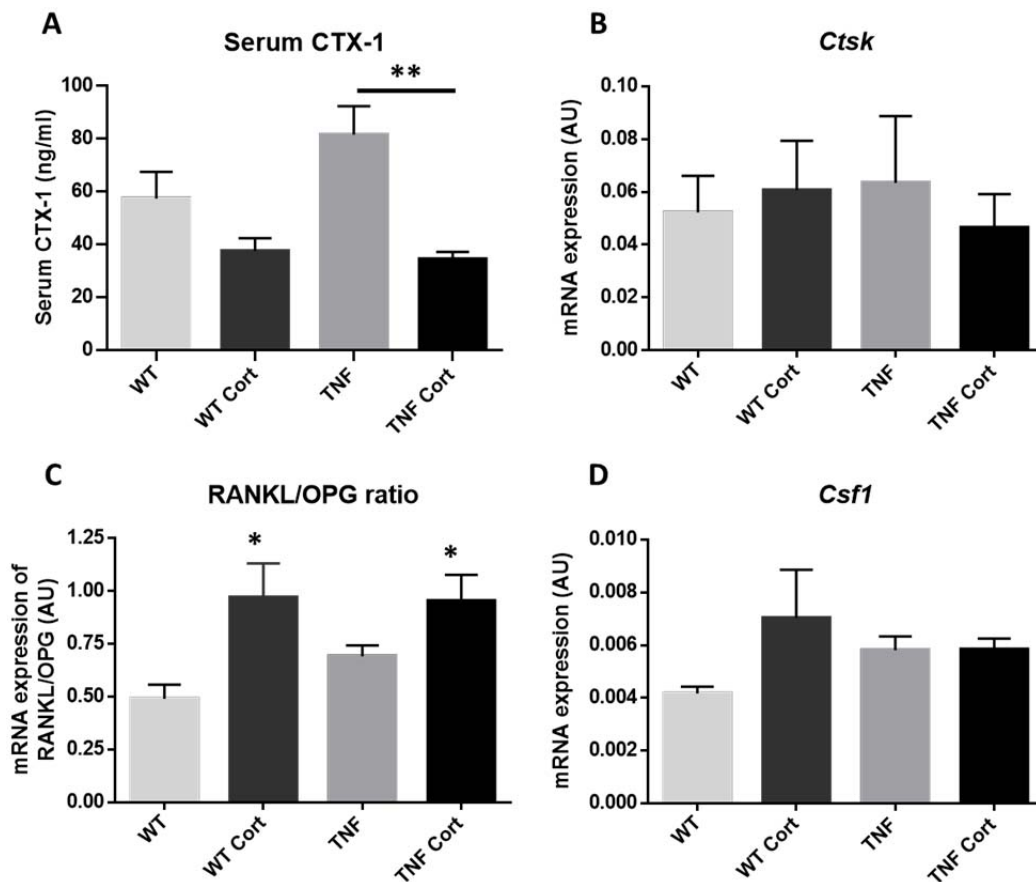 A
Serum CTX-1
Serum CTX-1 (ng/ml)
100
80
60
40
20
0
**
WT
WT Cort
TNF
TNF Cort
B
Ctsk
mRNA expression (AU)
0.10
0.08
0.06
0.04
0.02
0.00
WT
WT Cort
TNF
TNF Cort
C
RANKL/OPG ratio
mRNA expression of
RANKL/OPG (AU)
1.25
1.00
0.75
0.50
0.25
0.00
*
*
WT
WT Cort
TNF
TNF Cort
D
Csf1
mRNA expression (AU)
0.010
0.008
0.006
0.004
0.002
0.000
WT
WT Cort
TNF
TNF Cort